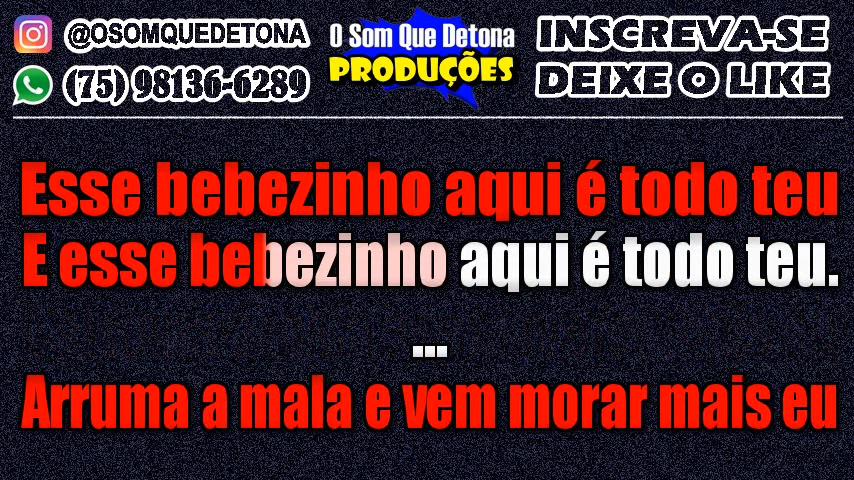 @OSOMQUEDETONA
(75) 98136-6289
O Som Que Detona
PRODUÇÕES
INSCREVA-SE
DEIXE O LIKE
Esse bebezinho aqui é todo teu
E esse bebezinho aqui é todo teu.
...
Arruma a mala e vem morar mais eu